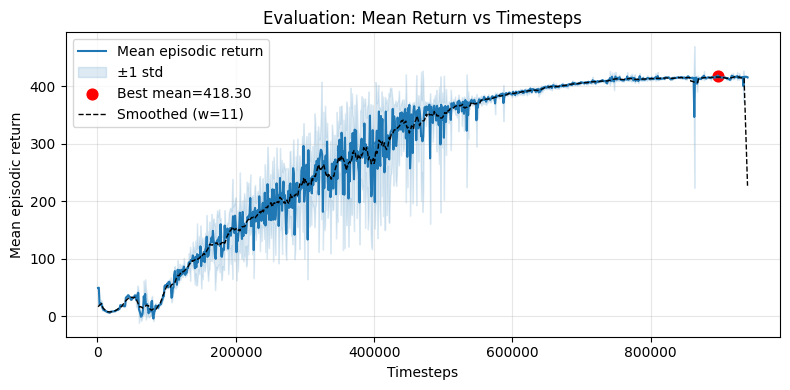 Evaluation: Mean Return vs Timesteps
Mean episodic return
±1 std
Best mean=418.30
Smoothed (w=11)
Mean episodic return
400
300
200
100
0
0 200000 400000 600000 800000
Timesteps